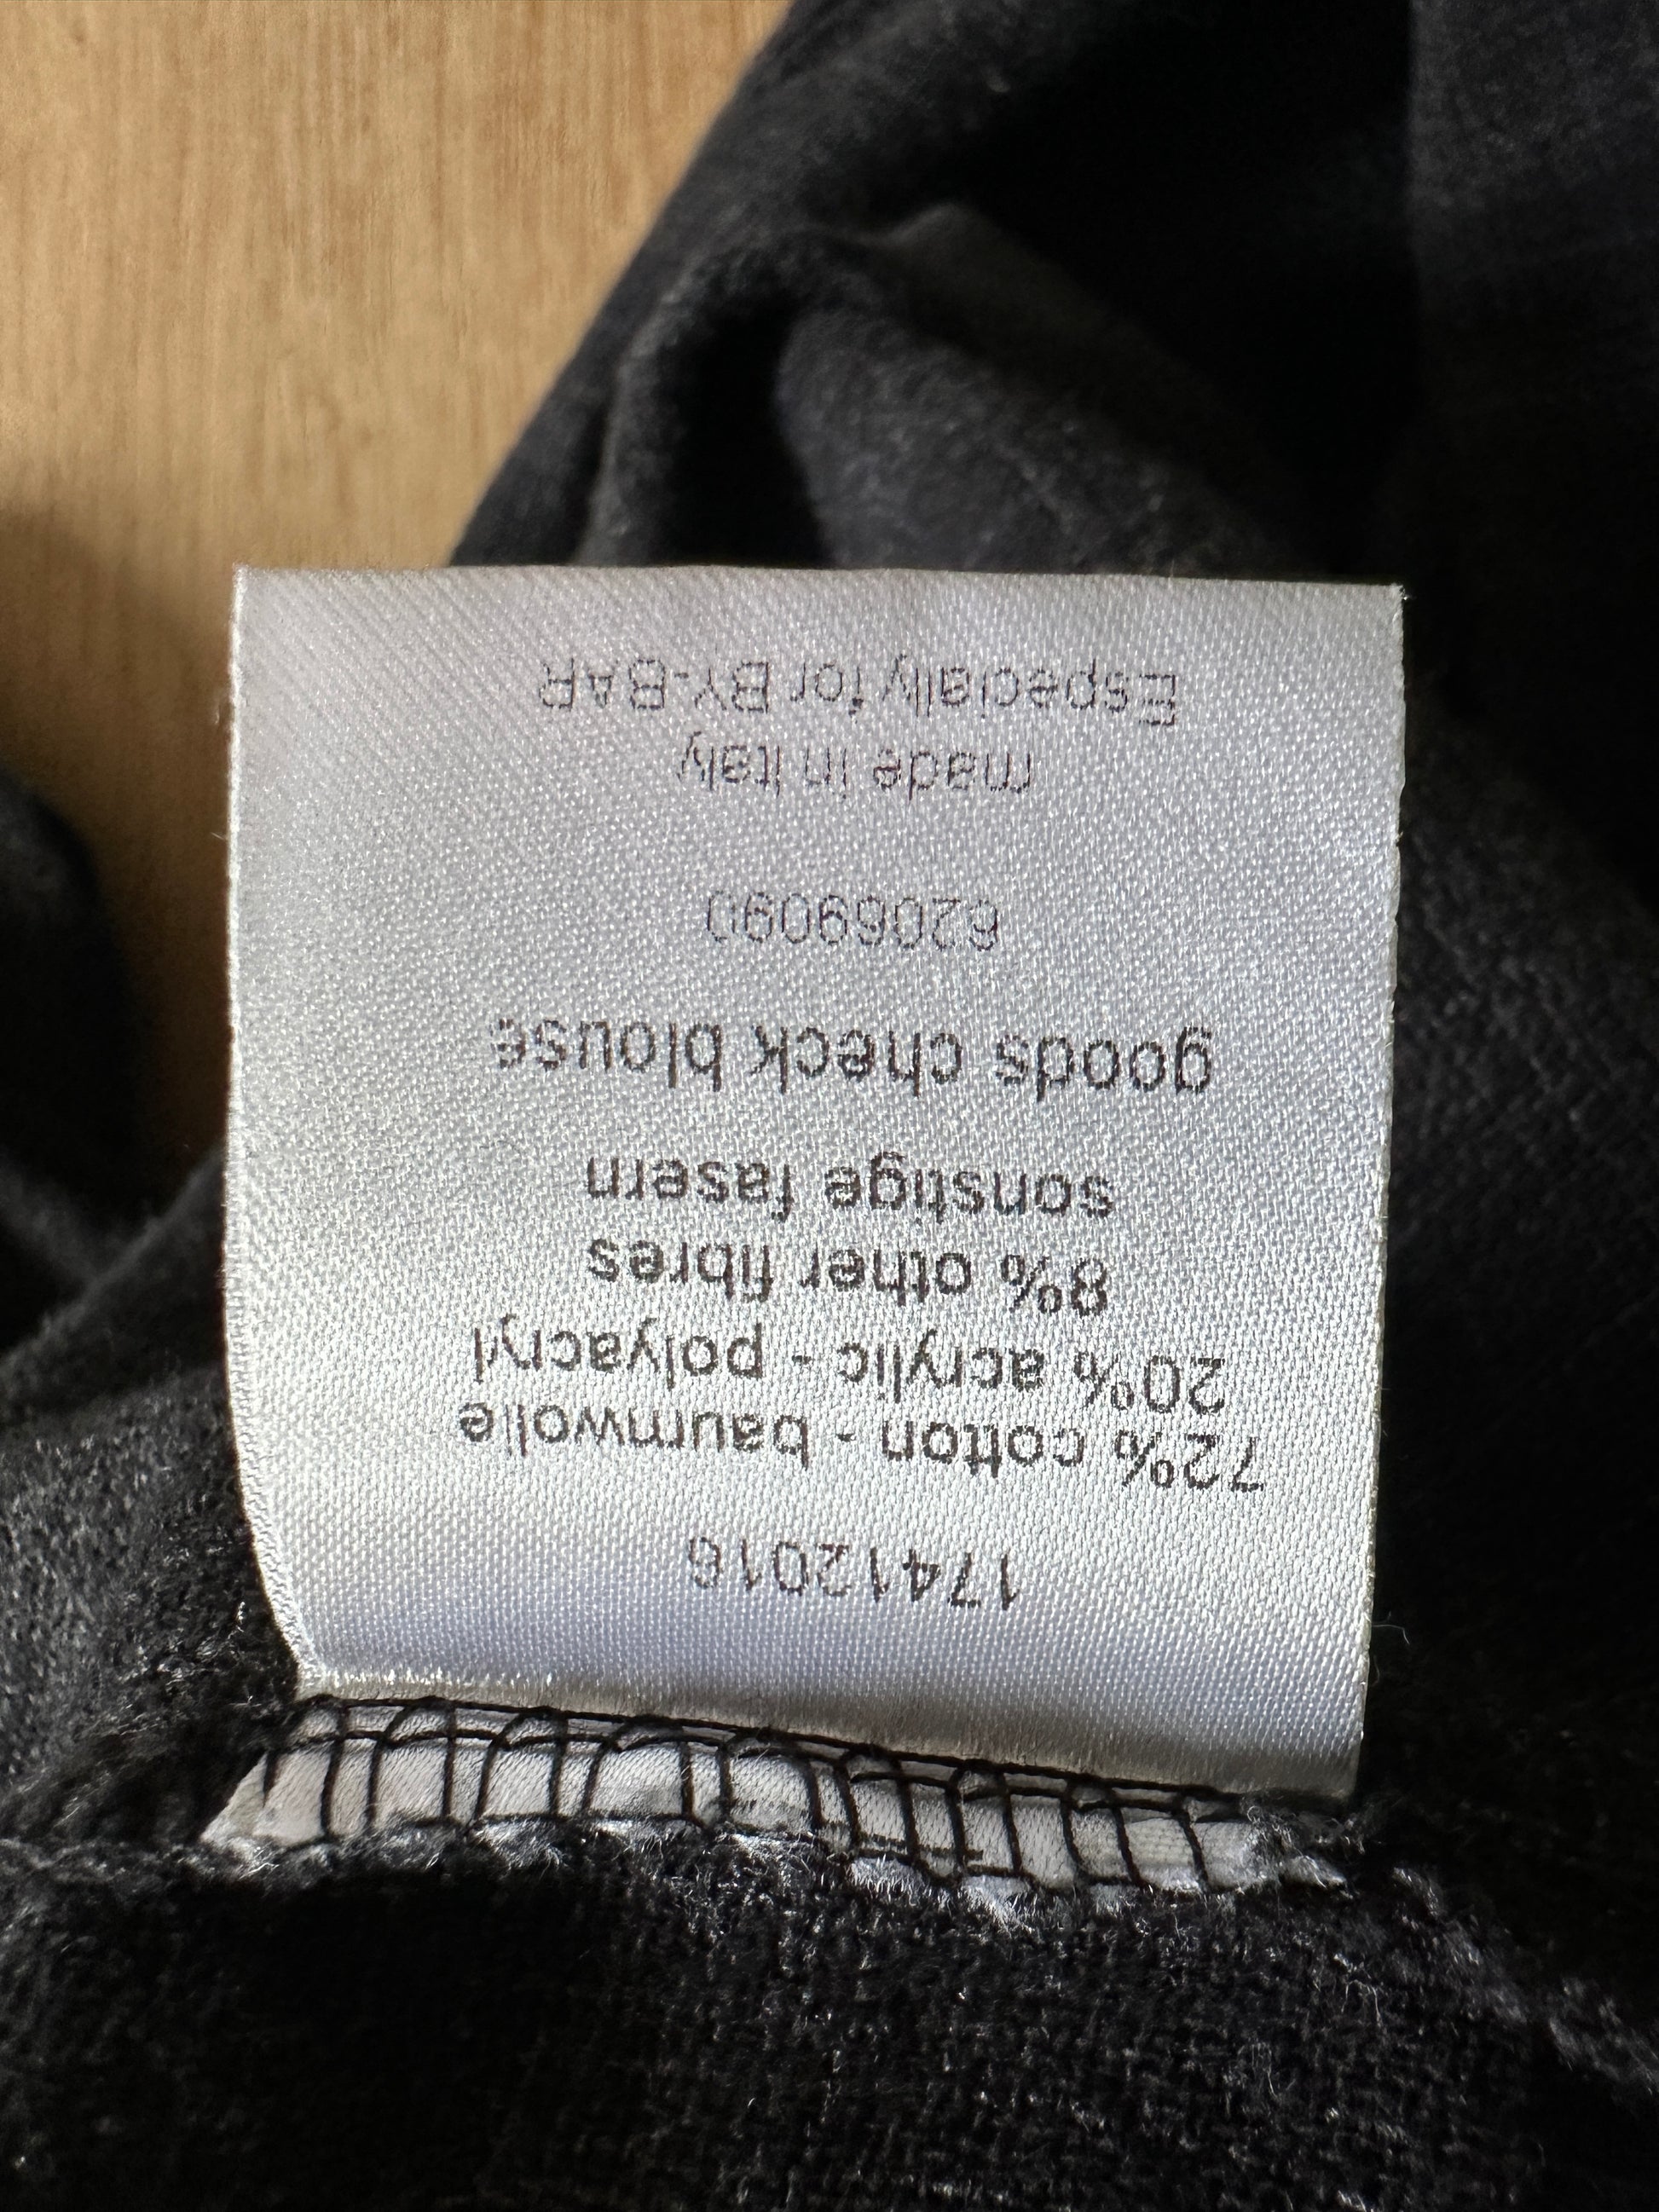 17412016
72% cotton - baumwolle
20% acrylic - polyacryl
8% other fibres
sonstige fasern
goods check blouse
62069090
made in Italy
Especially for BY-BAR